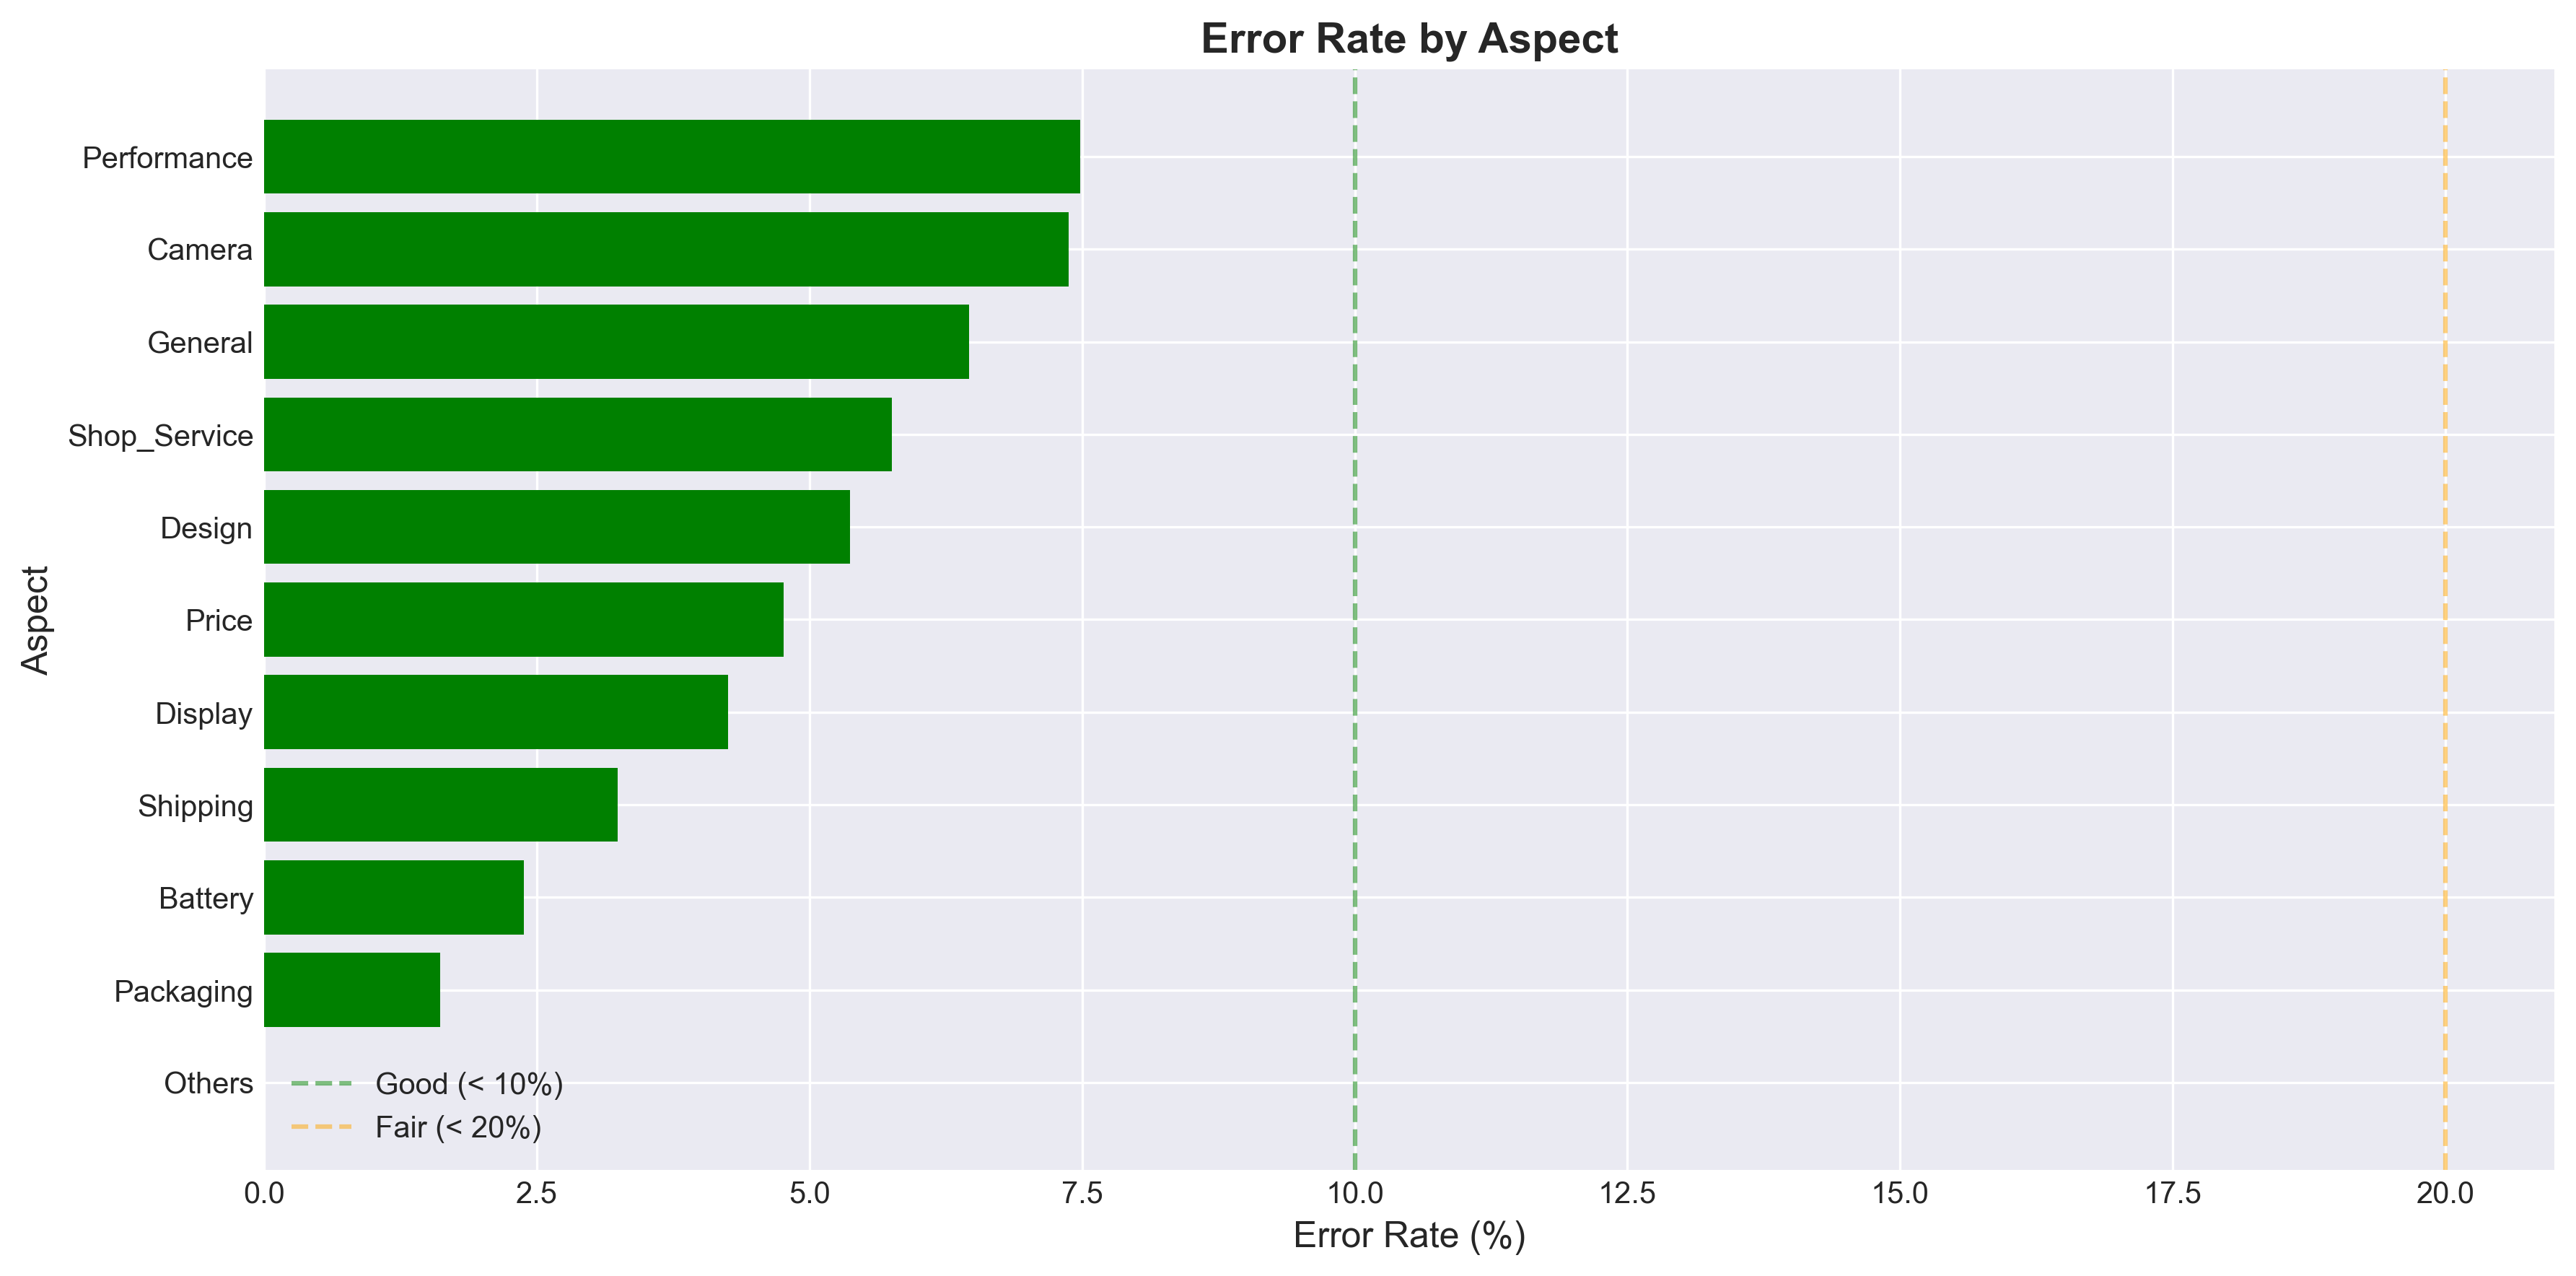 Error Rate by Aspect
Aspect
Performance
Camera
General
Shop_Service
Design
Price
Display
Shipping
Battery
Packaging
Others
Good (< 10%)
Fair (< 20%)
0.0 2.5 5.0 7.5 10.0 12.5 15.0 17.5 20.0
Error Rate (%)